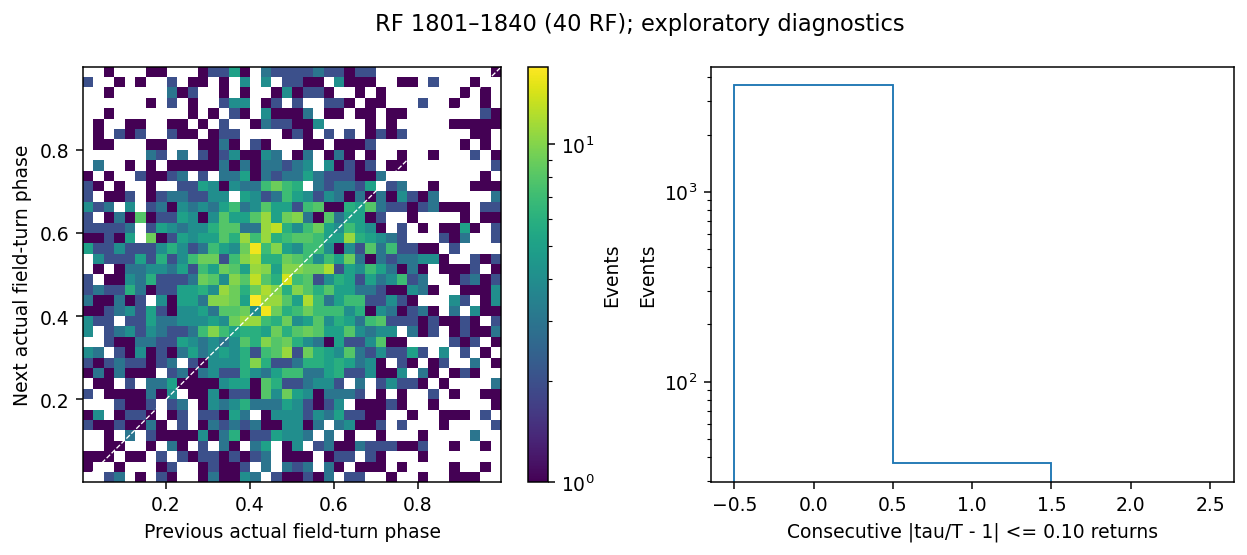 RF 1801–1840 (40 RF); exploratory diagnostics
Next actual field-turn phase
0.8
0.6
0.4
0.2
0.2 0.4 0.6 0.8
Previous actual field-turn phase
10¹
10⁰
Events
Events
10³
10²
−0.5 0.0 0.5 1.0 1.5 2.0 2.5
Consecutive |tau/T - 1| <= 0.10 returns